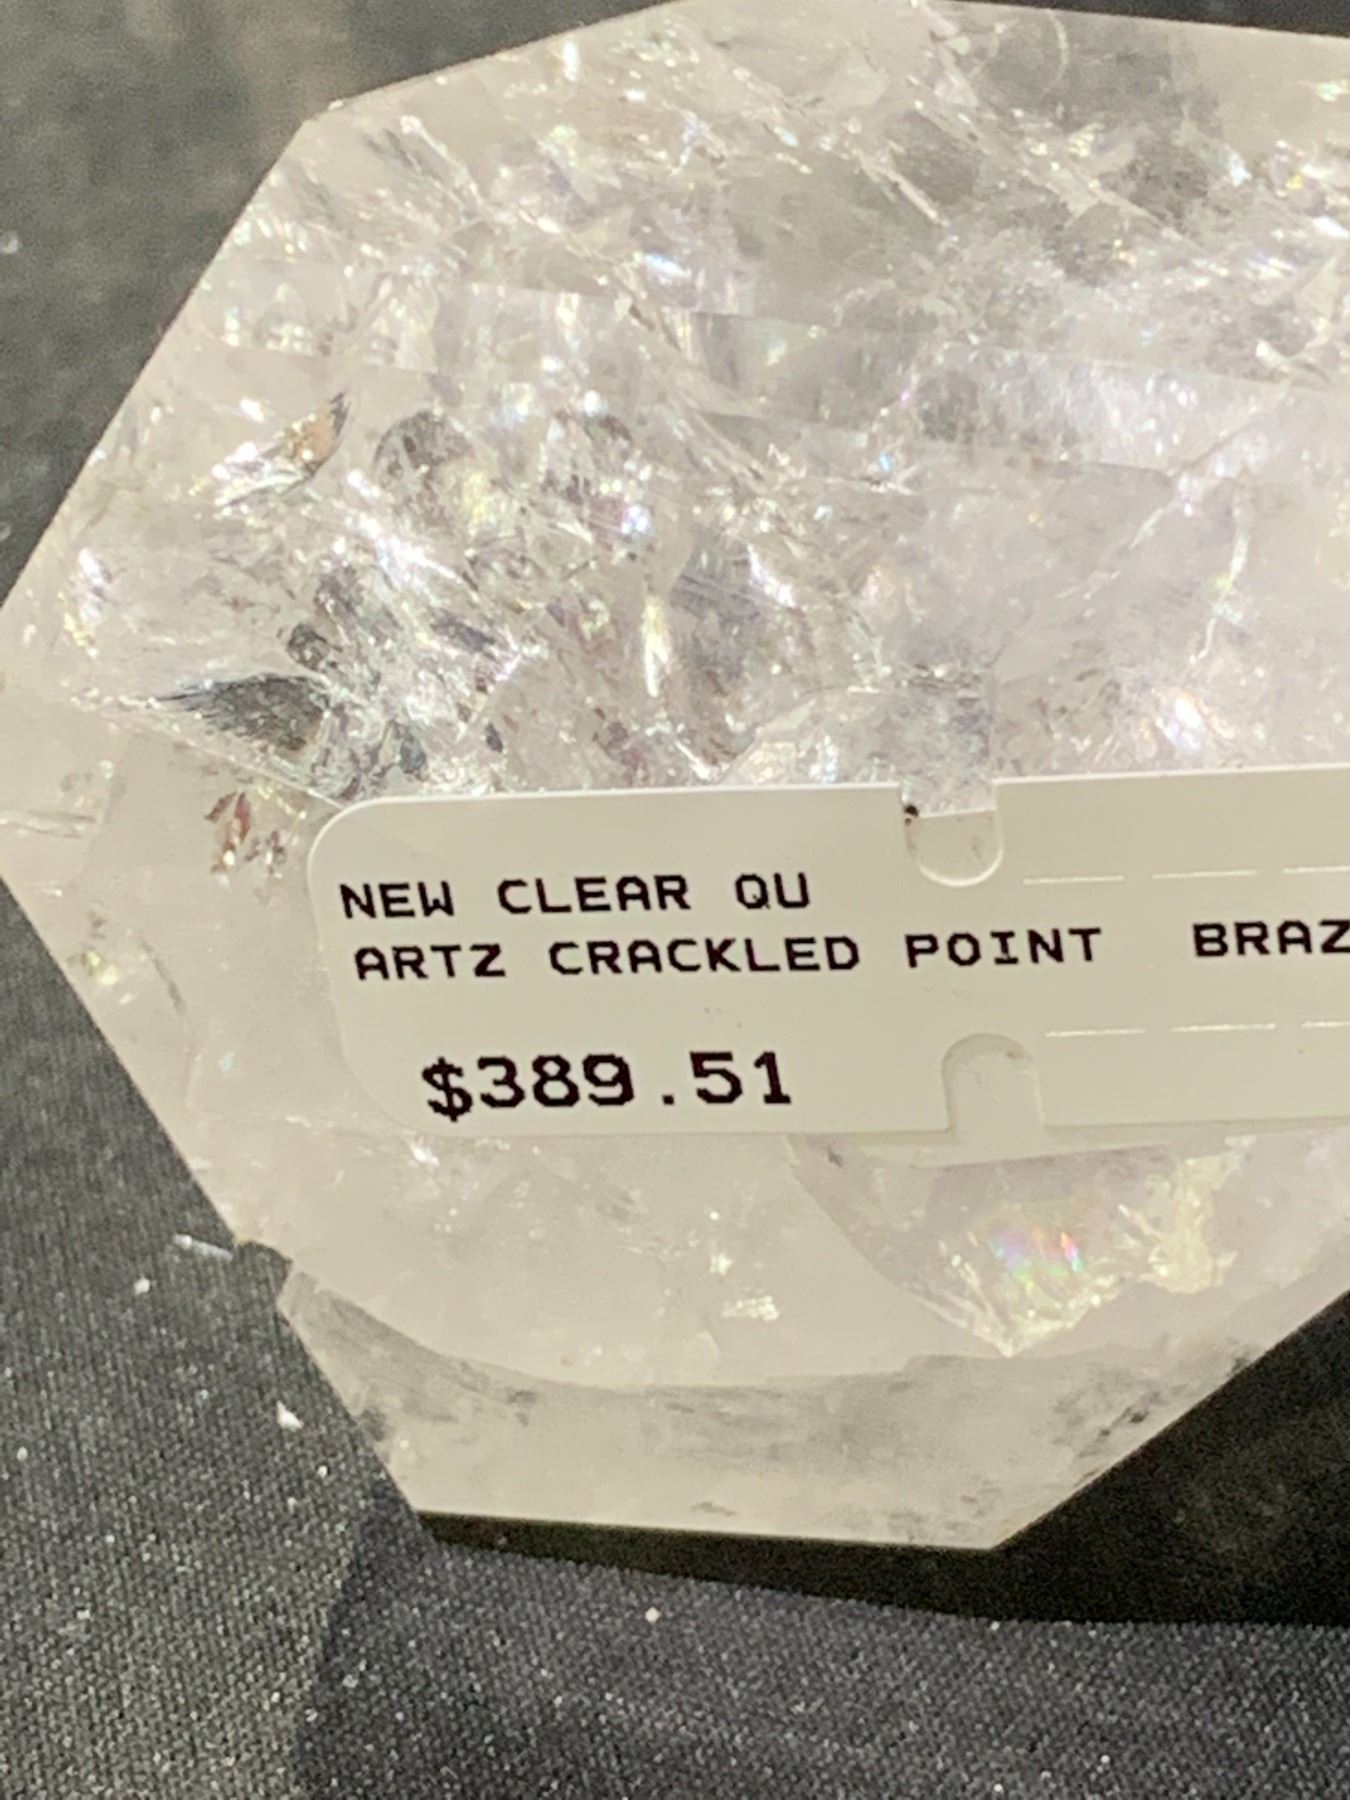 NEW CLEAR QU
ARTZ CRACKLED POINT BRAZ
$389.51